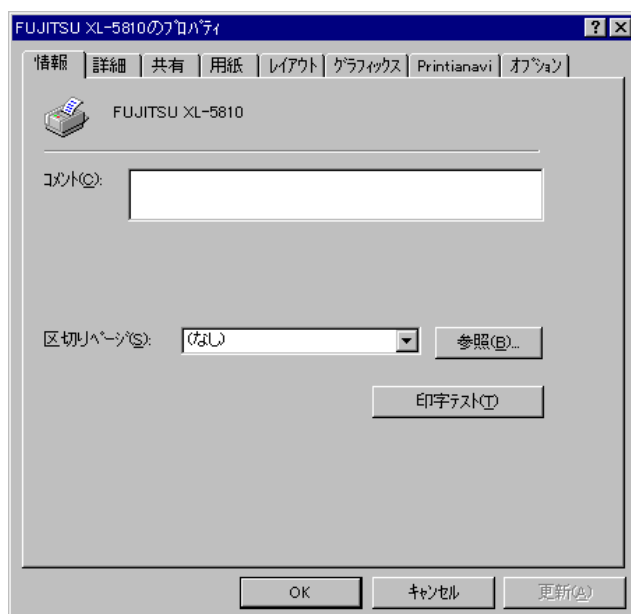 FUJITSU XL-5810のﾌﾟﾛﾊﾟﾃｨ
情報 詳細 共有 用紙 ﾚｲｱｳﾄ ｸﾞﾗﾌｨｯｸｽ Printianavi ｵﾌﾟｼｮﾝ
FUJITSU XL-5810
ｺﾒﾝﾄ(C):
区切りﾍﾟｰｼﾞ(S): (なし) 参照(B)...
印字ﾃｽﾄ(T)
OK ｷｬﾝｾﾙ 更新(A)